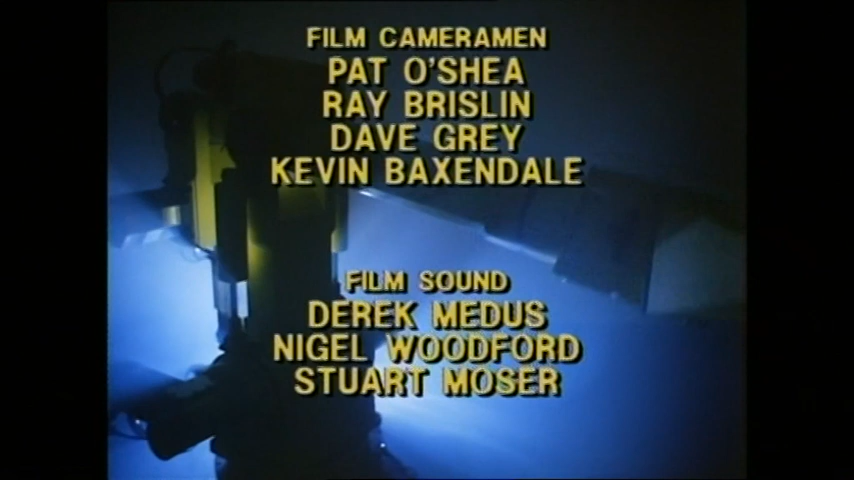 FILM CAMERAMEN
PAT O'SHEA
RAY BRISLIN
DAVE GREY
KEVIN BAXENDALE
FILM SOUND
DEREK MEDUS
NIGEL WOODFORD
STUART MOSER